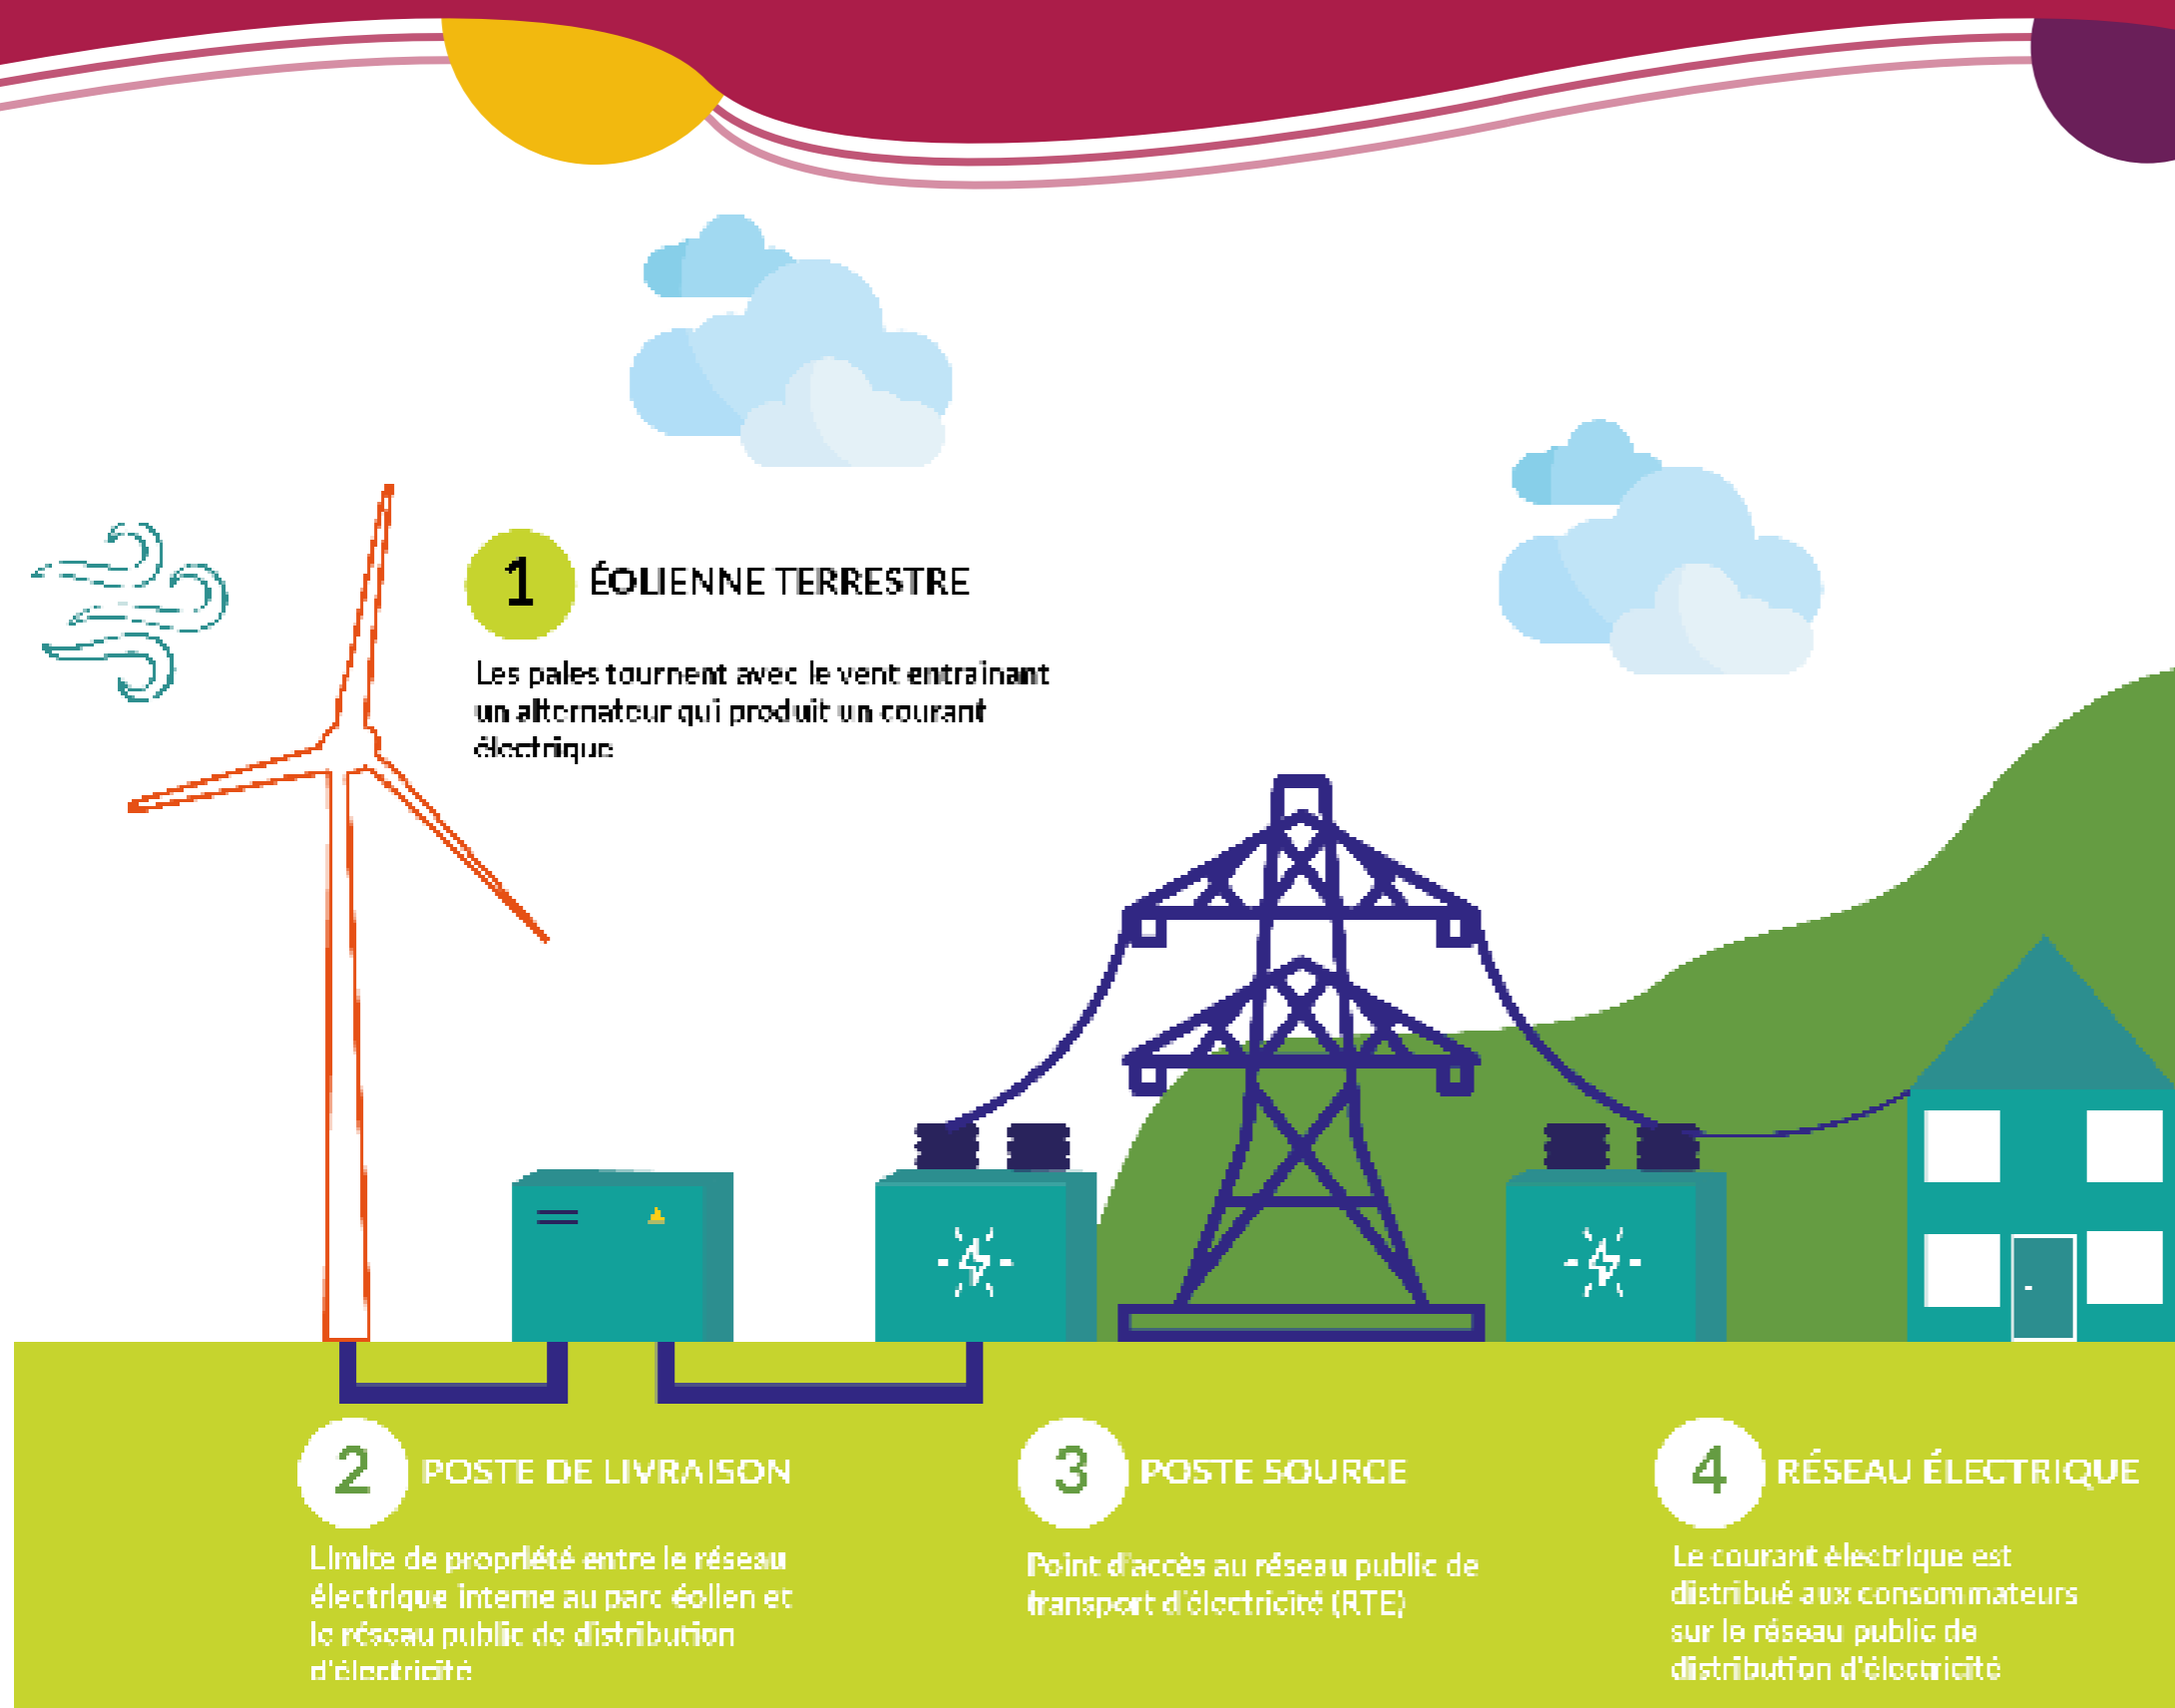 1 ÉOLIENNE TERRESTRE
Les pales tournent avec le vent entrainant
un alternateur qui produit un courant
électrique
2 POSTE DE LIVRAISON
Limite de propriété entre le réseau
électrique interne au parc éolien et
le réseau public de distribution
d'électricité
3 POSTE SOURCE
Point d'accès au réseau public de
transport d'électricité (RTE)
4 RÉSEAU ÉLECTRIQUE
Le courant électrique est
distribué aux consommateurs
sur le réseau public de
distribution d'électricité